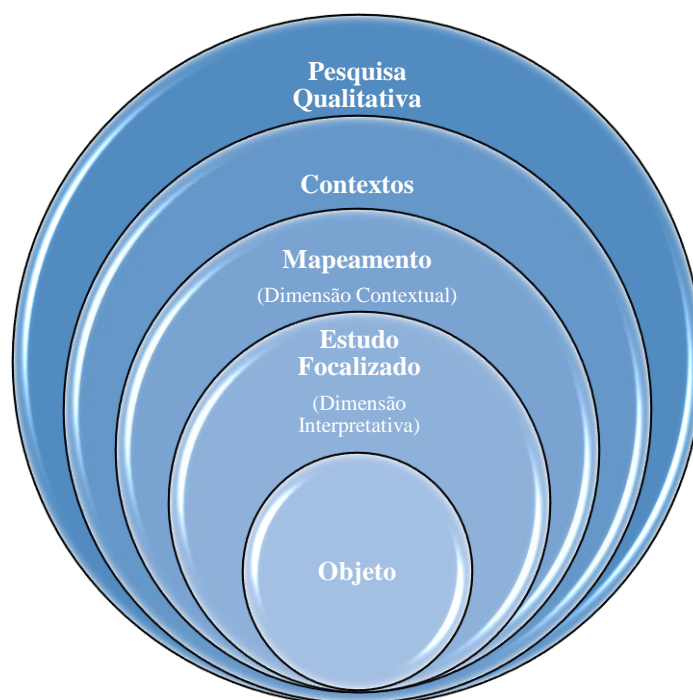 Pesquisa
Qualitativa
Contextos
Mapeamento
(Dimensão Contextual)
Estudo
Focalizado
(Dimensão
Interpretativa)
Objeto